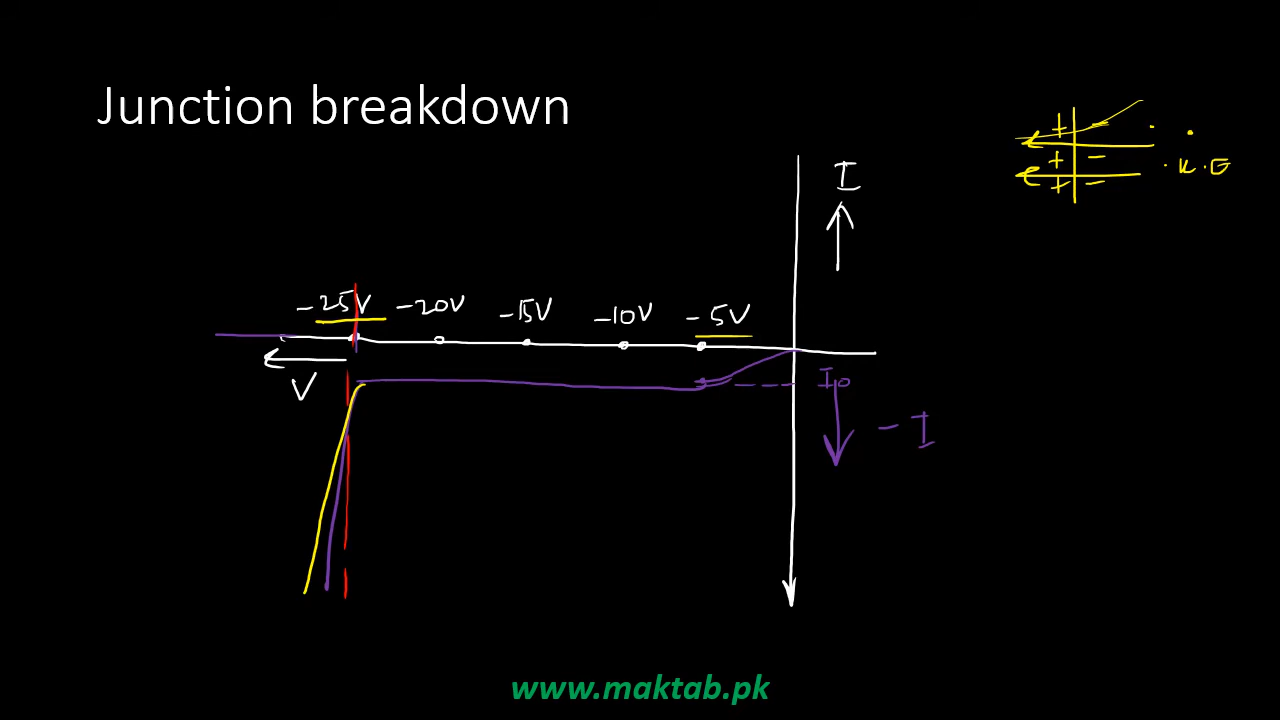 Junction breakdown
+ -
+ - K.E
+ -
I
-25V -20V -15V -10V -5V
V
I₀
- I
www.maktab.pk